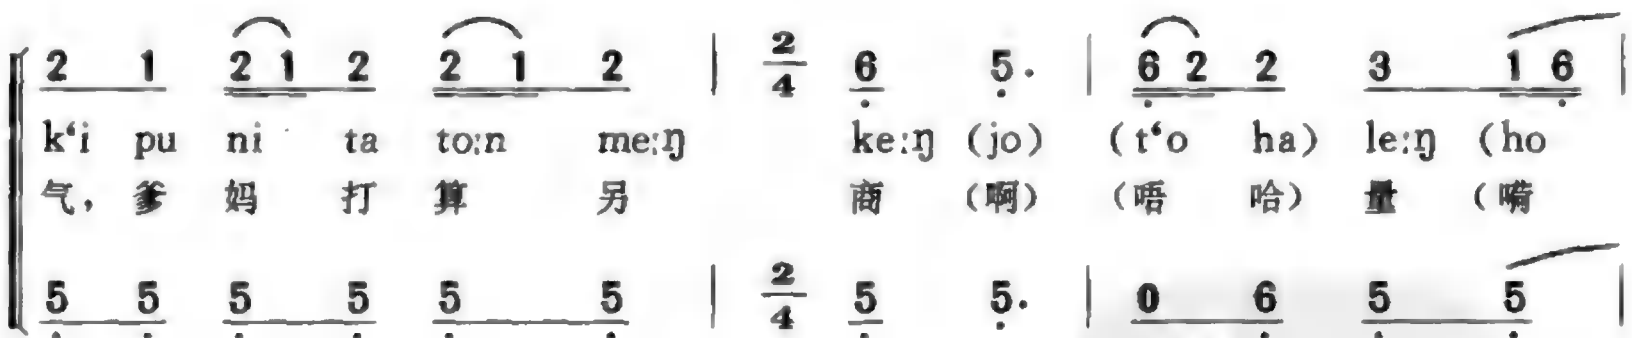 2 1 2 1 2 2 1 2 | 2/4 6 5. | 6 2 2 3 1 6 |
k‘i pu ni ta to:n me:ŋ ke:ŋ (jo) (t‘o ha) le:ŋ (ho
气，爹 妈 打 算 另 商 (啊) (唔 哈) 量 (嗬
5 5 5 5 5 5 | 2/4 5 5. | 0 6 5 5 |